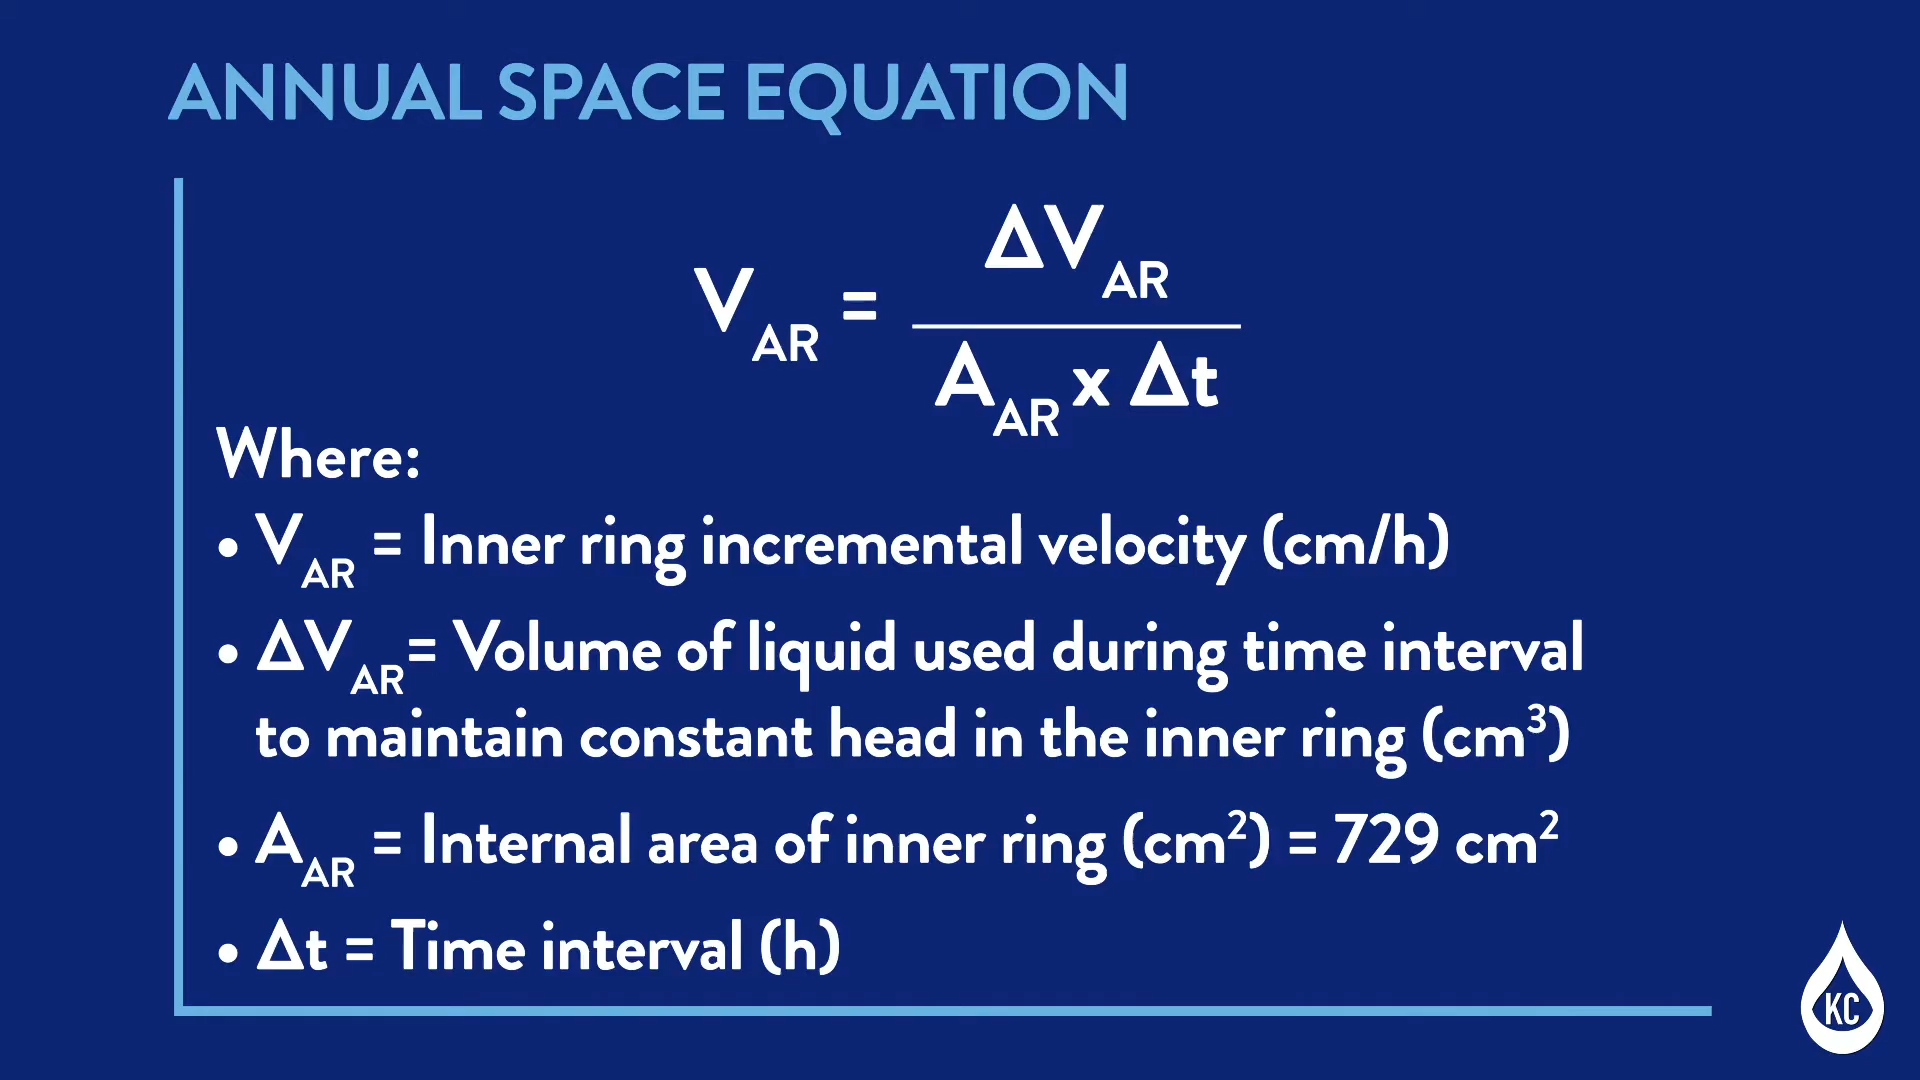 ANNUAL SPACE EQUATION
V_AR = ΔV_AR
A_AR x Δt
Where:
• V_AR = Inner ring incremental velocity (cm/h)
• ΔV_AR = Volume of liquid used during time interval
to maintain constant head in the inner ring (cm³)
• A_AR = Internal area of inner ring (cm²) = 729 cm²
• Δt = Time interval (h)
KC